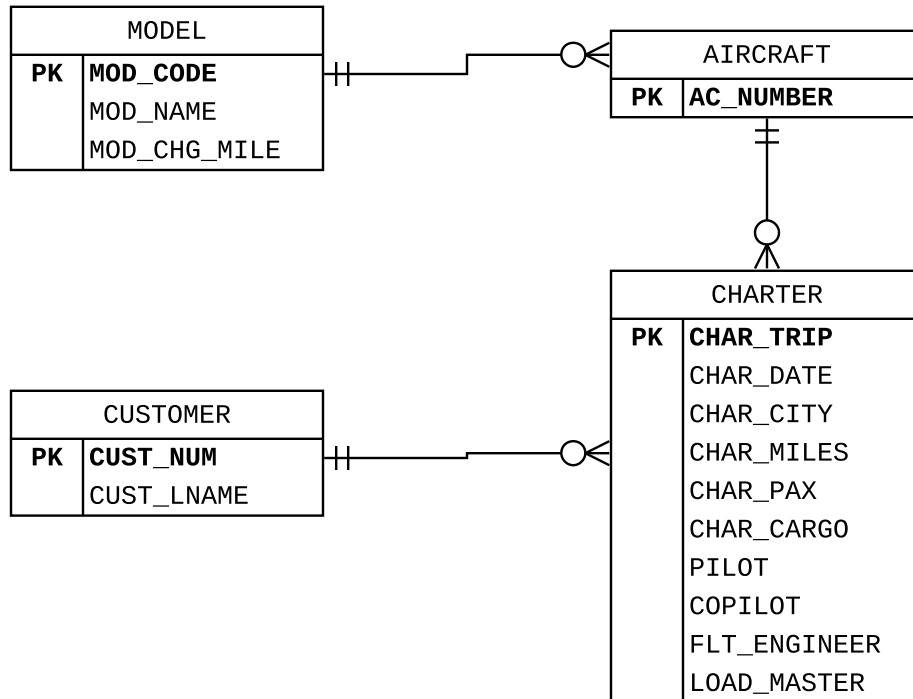 MODEL
PK MOD_CODE
MOD_NAME
MOD_CHG_MILE
AIRCRAFT
PK AC_NUMBER
CUSTOMER
PK CUST_NUM
CUST_LNAME
CHARTER
PK CHAR_TRIP
CHAR_DATE
CHAR_CITY
CHAR_MILES
CHAR_PAX
CHAR_CARGO
PILOT
COPILOT
FLT_ENGINEER
LOAD_MASTER